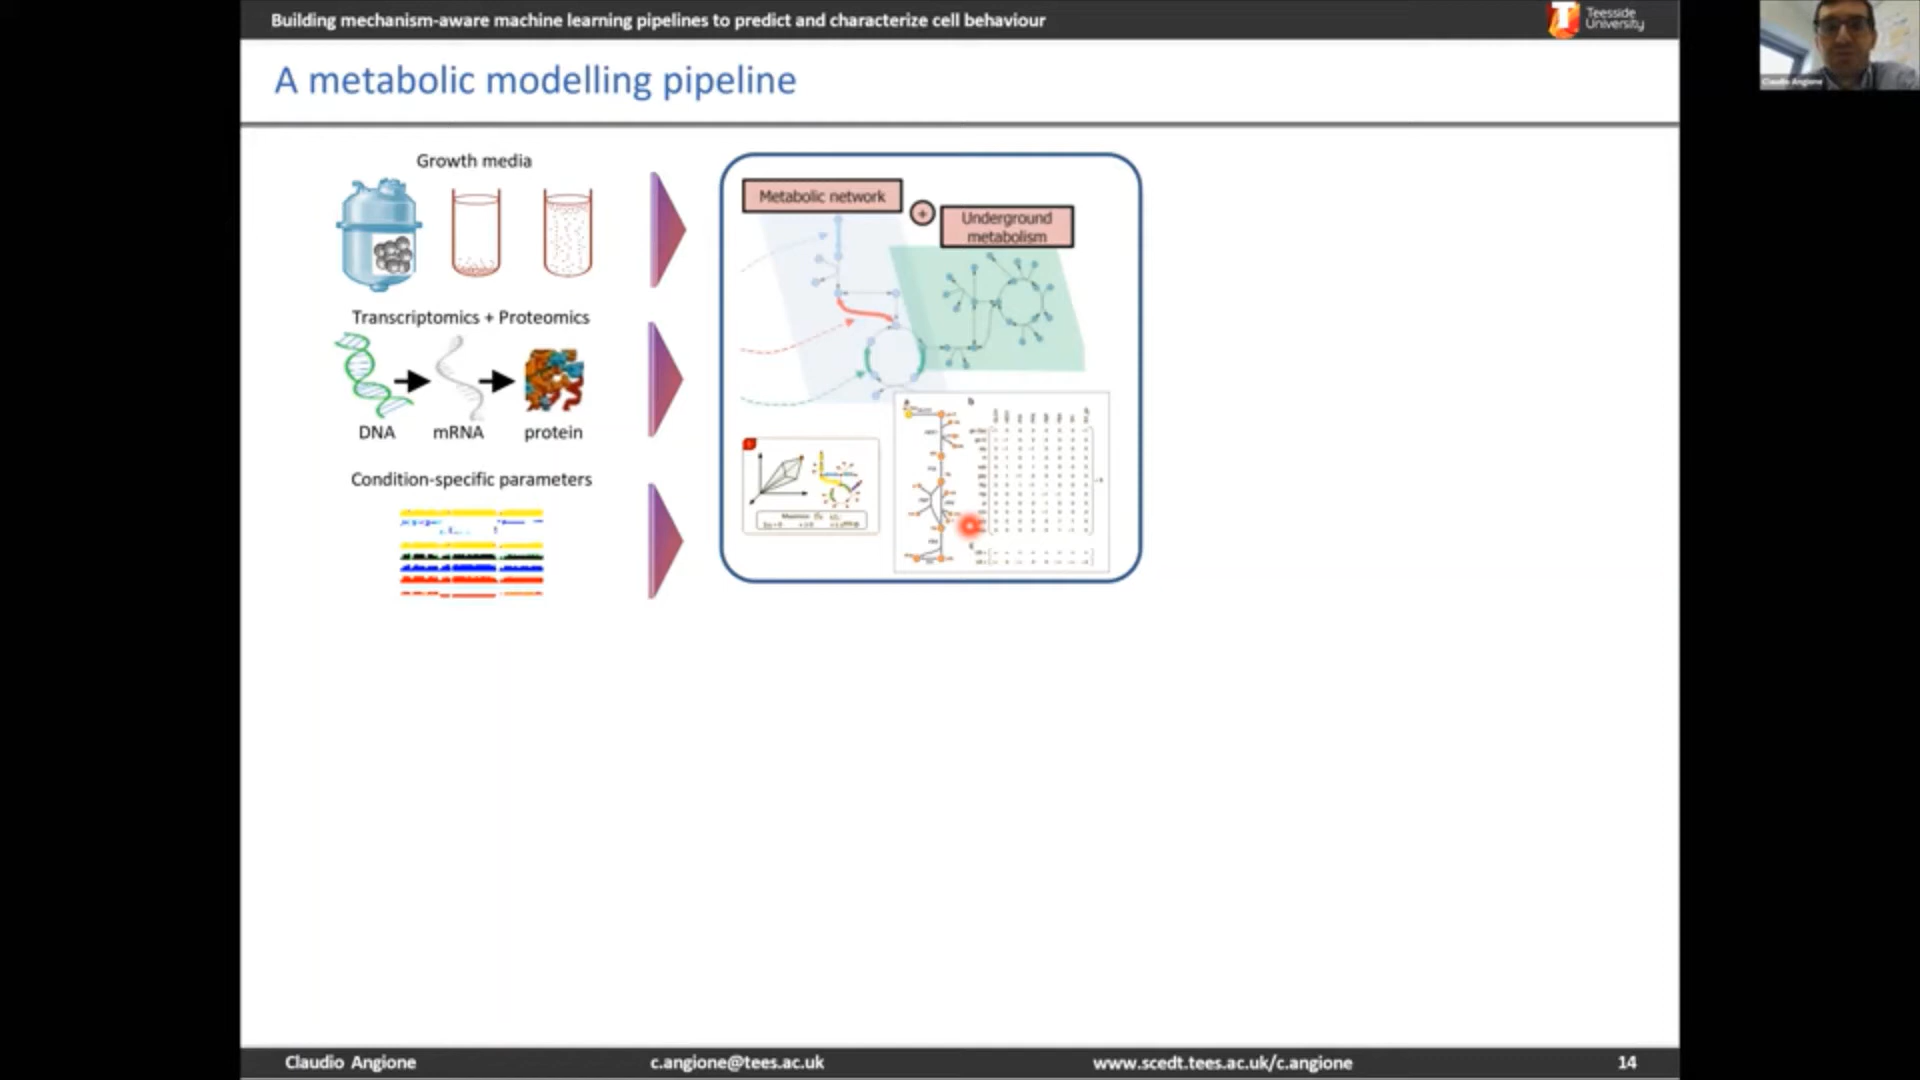 Building mechanism-aware machine learning pipelines to predict and characterize cell behaviour
Teesside
University
Claudio Angione
A metabolic modelling pipeline
Growth media
Transcriptomics + Proteomics
DNA
mRNA
protein
Condition-specific parameters
Metabolic network
+
Underground
metabolism
a
b
c
Claudio Angione
c.angione@tees.ac.uk
www.scedt.tees.ac.uk/c.angione
14